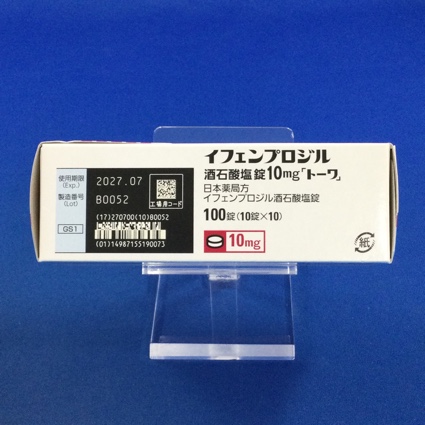 使用期限
(Exp.)
2027.07
製造番号
(Lot)
B0052
工場用コード
GS1
(17)270700(10)B0052
(01)14987155190073
イフェンプロジル
酒石酸塩錠10mg「トーワ」
日本薬局方
イフェンプロジル酒石酸塩錠
100錠(10錠×10)
10mg
紙